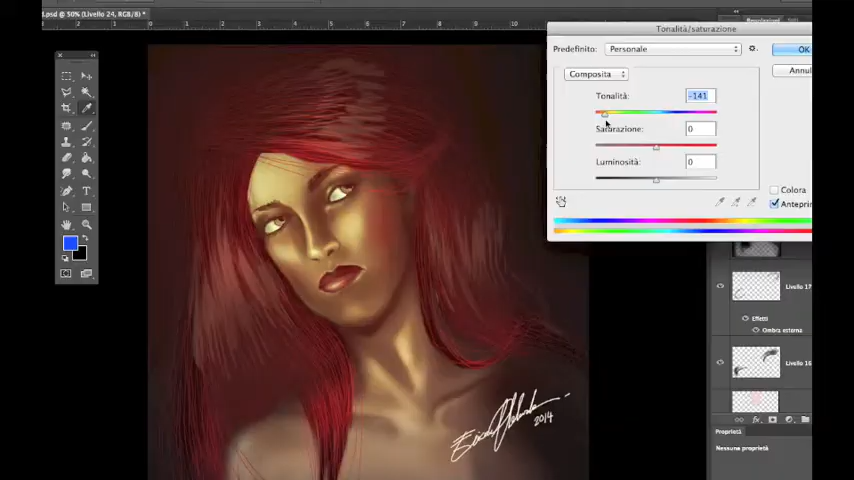 .psd @ 50% (Livello 24, RGB/8) *
Tonalità/saturazione
Predefinito: Personale
OK
Composita
Annul
Tonalità: -141
Saturazione: 0
Luminosità: 0
Colora
Anteprim
Livello 17
Effetti
Ombra esterna
Livello 16
2014
Proprietà
Nessuna proprietà